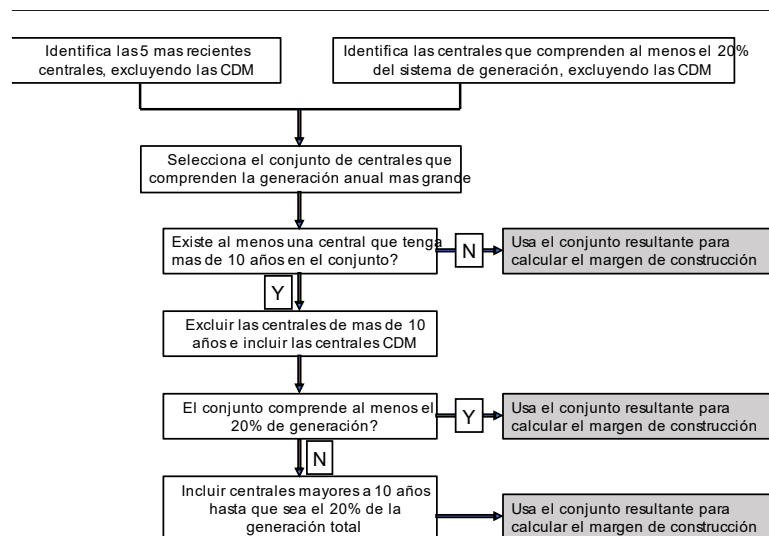 Identifica las 5 mas recientes
centrales, excluyendo las CDM
Identifica las centrales que comprenden al menos el 20%
del sistema de generación, excluyendo las CDM
Selecciona el conjunto de centrales que
comprenden la generación anual mas grande
Existe al menos una central que tenga
mas de 10 años en el conjunto?
N
Usa el conjunto resultante para
calcular el margen de construcción
Y
Excluir las centrales de mas de 10
años e incluir las centrales CDM
El conjunto comprende al menos el
20% de generación?
Y
Usa el conjunto resultante para
calcular el margen de construcción
N
Incluir centrales mayores a 10 años
hasta que sea el 20% de la
generación total
Usa el conjunto resultante para
calcular el margen de construcción